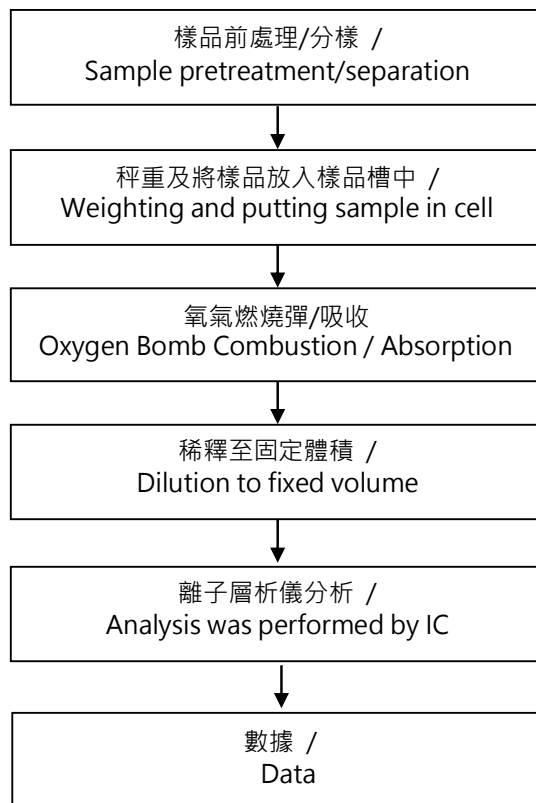 樣品前處理/分樣 /
Sample pretreatment/separation
秤重及將樣品放入樣品槽中 /
Weighting and putting sample in cell
氧氣燃燒彈/吸收
Oxygen Bomb Combustion / Absorption
稀釋至固定體積 /
Dilution to fixed volume
離子層析儀分析 /
Analysis was performed by IC
數據 /
Data